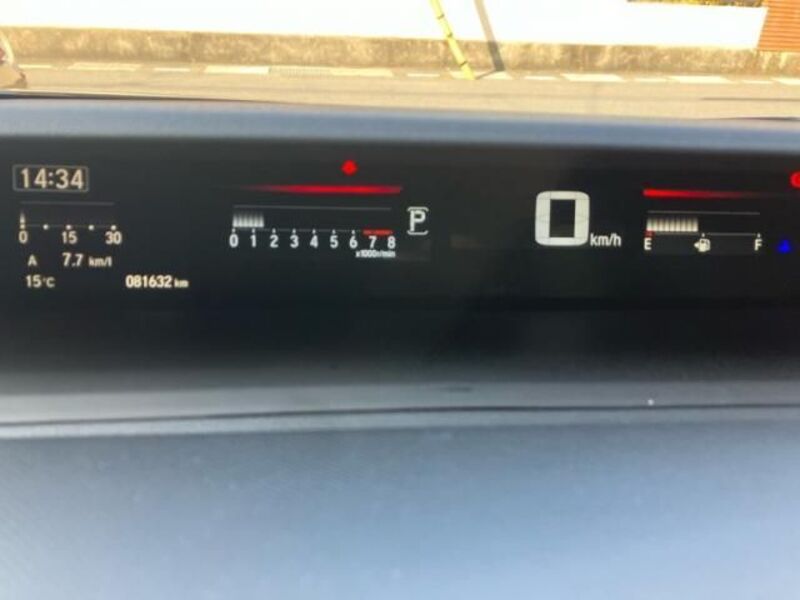 14:34
0 15 30
A 7.7 km/l
15°C 081632 km
0 1 2 3 4 5 6 7 8
x1000r/min
P
0 km/h
E F